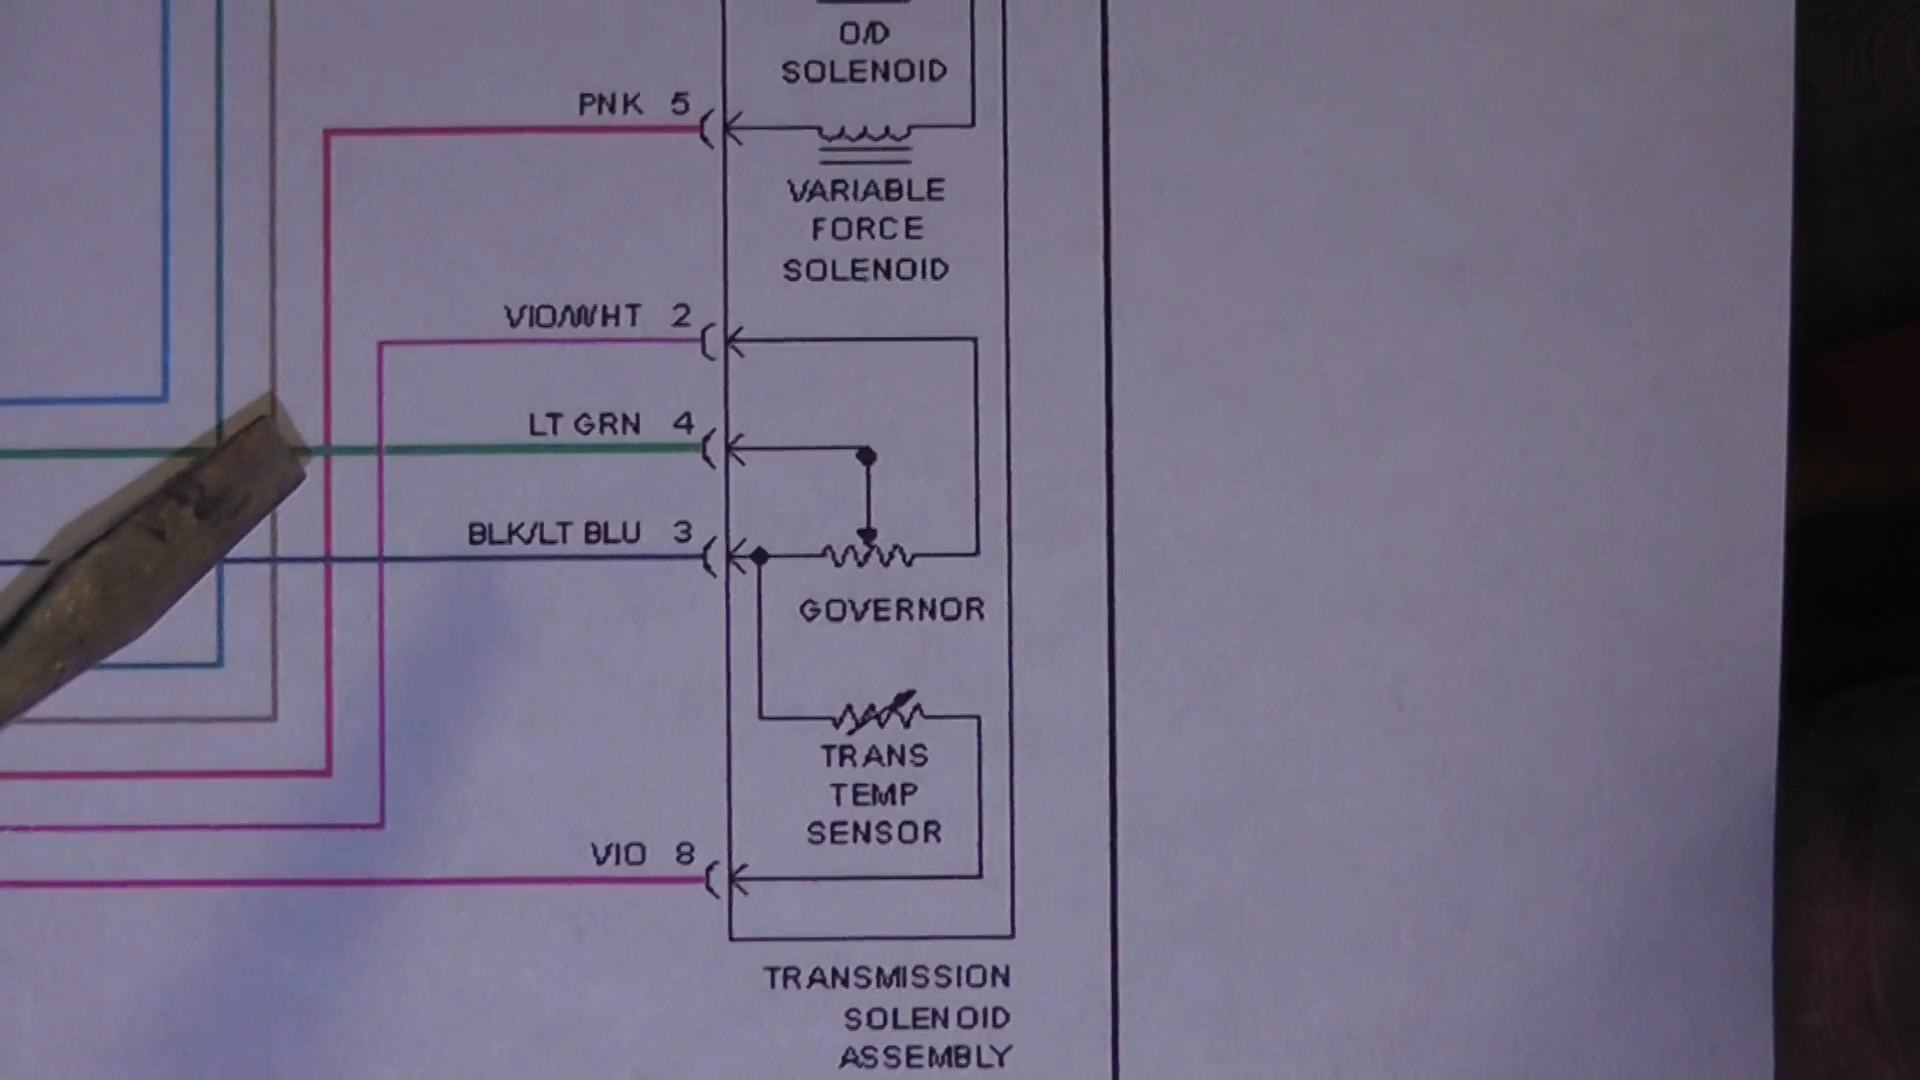 O/D
SOLENOID
PNK 5
VARIABLE
FORCE
SOLENOID
VIO/WHT 2
LT GRN 4
BLK/LT BLU 3
GOVERNOR
TRANS
TEMP
SENSOR
VIO 8
TRANSMISSION
SOLENOID
ASSEMBLY